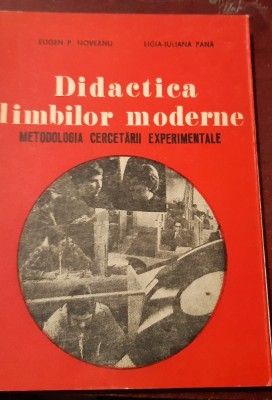 EUGEN P. NOVEANU LIGIA-IULIANA PANĂ
Didactica
limbilor moderne
METODOLOGIA CERCETĂRII EXPERIMENTALE